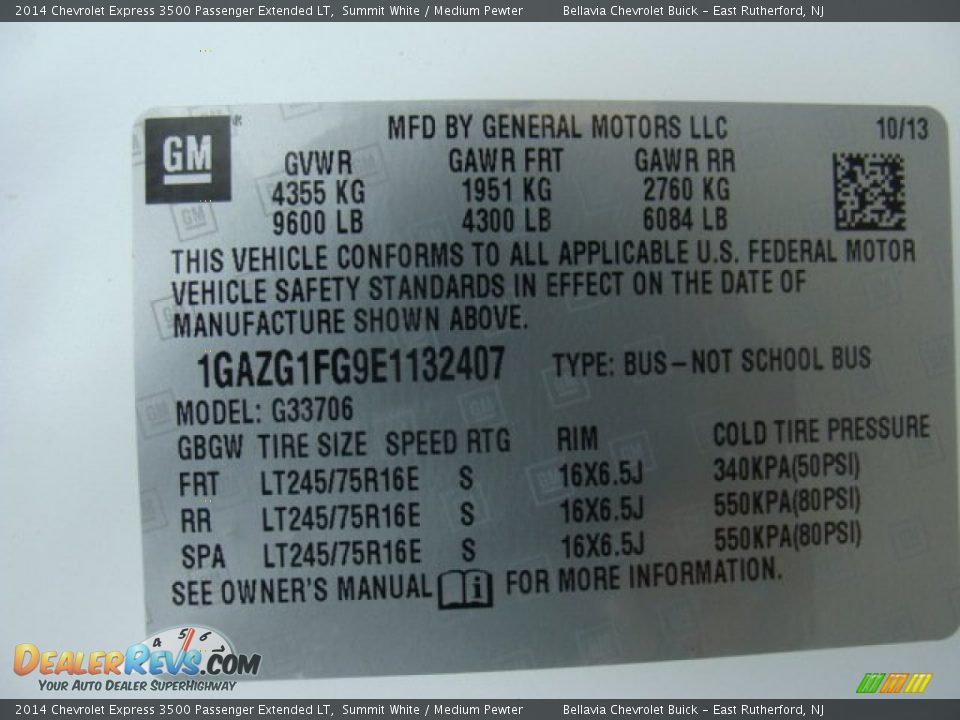 2014 Chevrolet Express 3500 Passenger Extended LT, Summit White / Medium Pewter Bellavia Chevrolet Buick - East Rutherford, NJ
GM
MFD BY GENERAL MOTORS LLC 10/13
GVWR GAWR FRT GAWR RR
4355 KG 1951 KG 2760 KG
9600 LB 4300 LB 6084 LB
THIS VEHICLE CONFORMS TO ALL APPLICABLE U.S. FEDERAL MOTOR
VEHICLE SAFETY STANDARDS IN EFFECT ON THE DATE OF
MANUFACTURE SHOWN ABOVE.
1GAZG1FG9E1132407 TYPE: BUS-NOT SCHOOL BUS
MODEL: G33706
GBGW TIRE SIZE SPEED RTG RIM COLD TIRE PRESSURE
FRT LT245/75R16E S 16X6.5J 340KPA(50PSI)
RR LT245/75R16E S 16X6.5J 550KPA(80PSI)
SPA LT245/75R16E S 16X6.5J 550KPA(80PSI)
SEE OWNER'S MANUAL i FOR MORE INFORMATION.
4 5 6 7
DEALERREVS.COM
YOUR AUTO DEALER SUPERHIGHWAY
2014 Chevrolet Express 3500 Passenger Extended LT, Summit White / Medium Pewter Bellavia Chevrolet Buick - East Rutherford, NJ